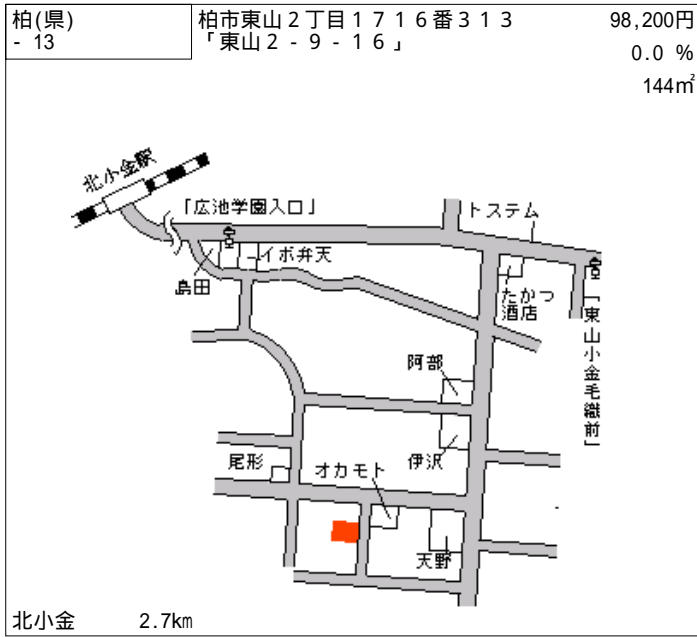 柏(県)
- 13
柏市東山２丁目１７１６番３１３
「東山２‐９‐１６」
98,200円
0.0 %
144㎡
北小金駅
「広池学園入口」
トステム
イボ弁天
島田
たかつ
酒店
「東山小金毛織前」
阿部
伊沢
尾形
オカモト
天野
北小金 2.7km